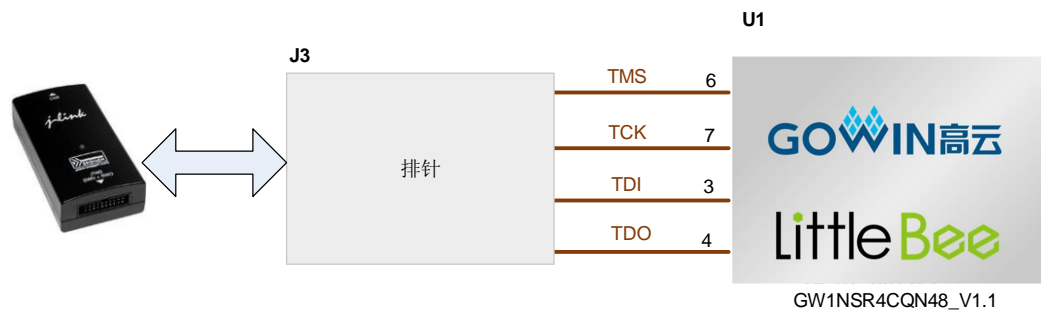 U1
J3
TMS 6
TCK 7
TDI 3
TDO 4
排针
J-Link
GOWIN高云
LittleBee
GW1NSR4CQN48_V1.1